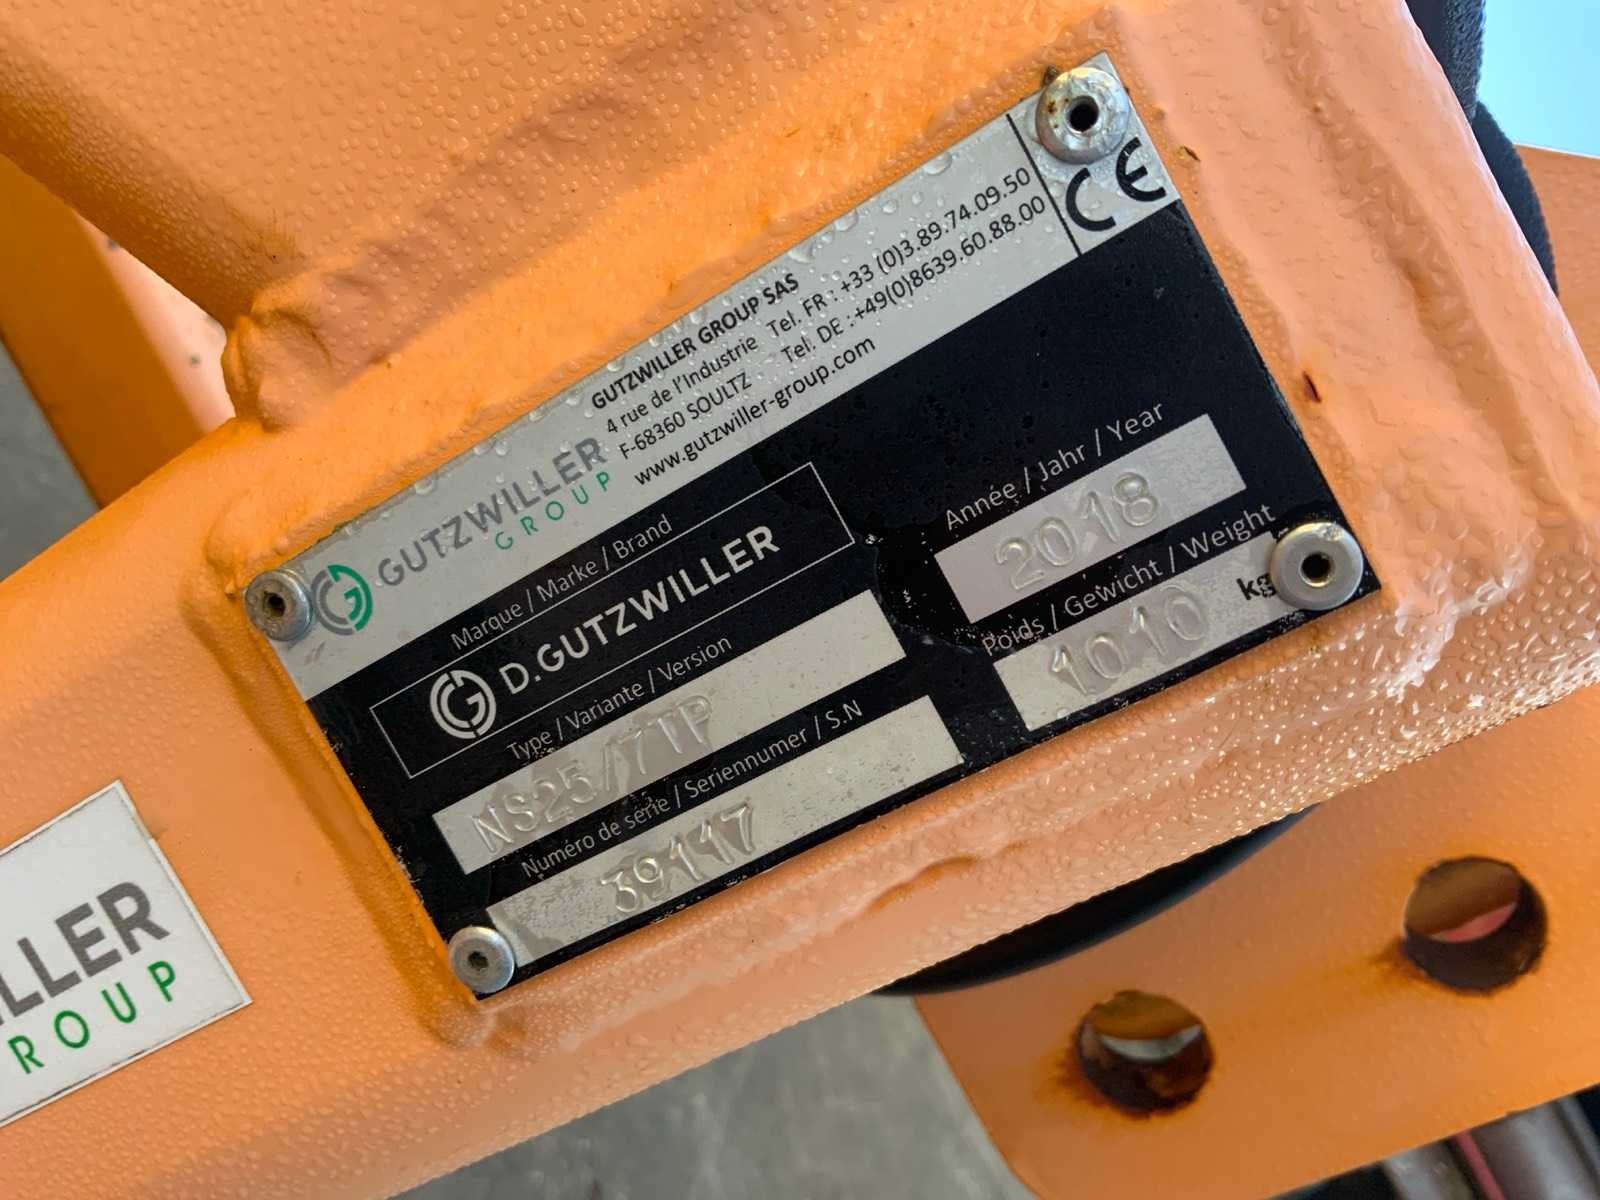 GUTZWILLER
GROUP
GUTZWILLER GROUP SAS
4 rue de l'Industrie Tel. FR : +33 (0)3.89.74.09.50
F-68360 SOULTZ Tel. DE : +49(0)8639.60.88.00
www.gutzwiller-group.com
CE
Marque / Marke / Brand
D.GUTZWILLER
Type / Variante / Version
NS25/7TP
Numéro de série / Seriennumer / S.N
39117
Année / Jahr / Year
2018
Poids / Gewicht / Weight
1010 kg
ILLER
ROUP